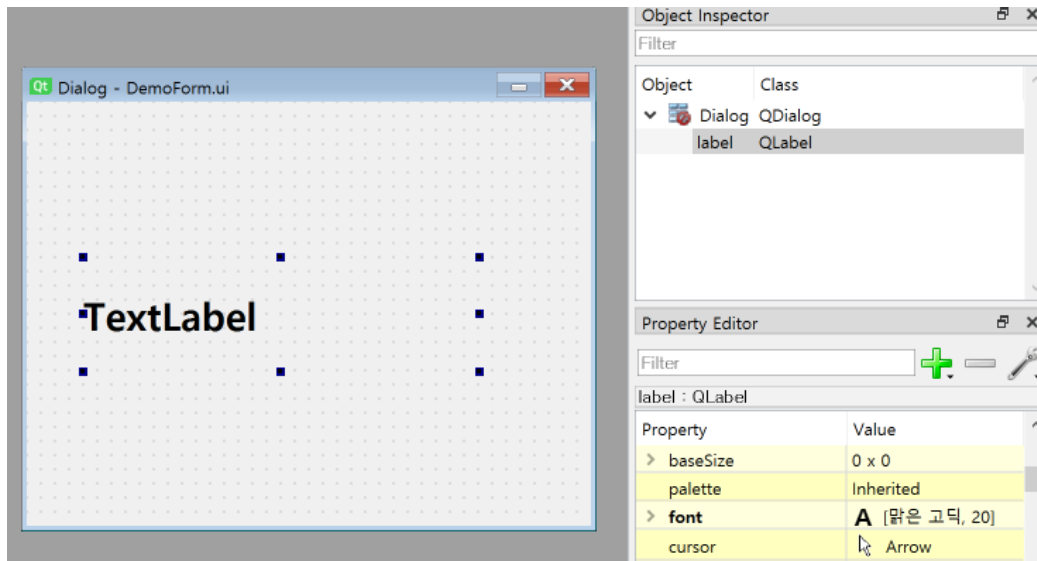 Object Inspector
Filter
Qt Dialog - DemoForm.ui
Object Class
Dialog QDialog
label QLabel
TextLabel
Property Editor
Filter
label : QLabel
Property Value
baseSize 0 x 0
palette Inherited
font A [맑은 고딕, 20]
cursor Arrow